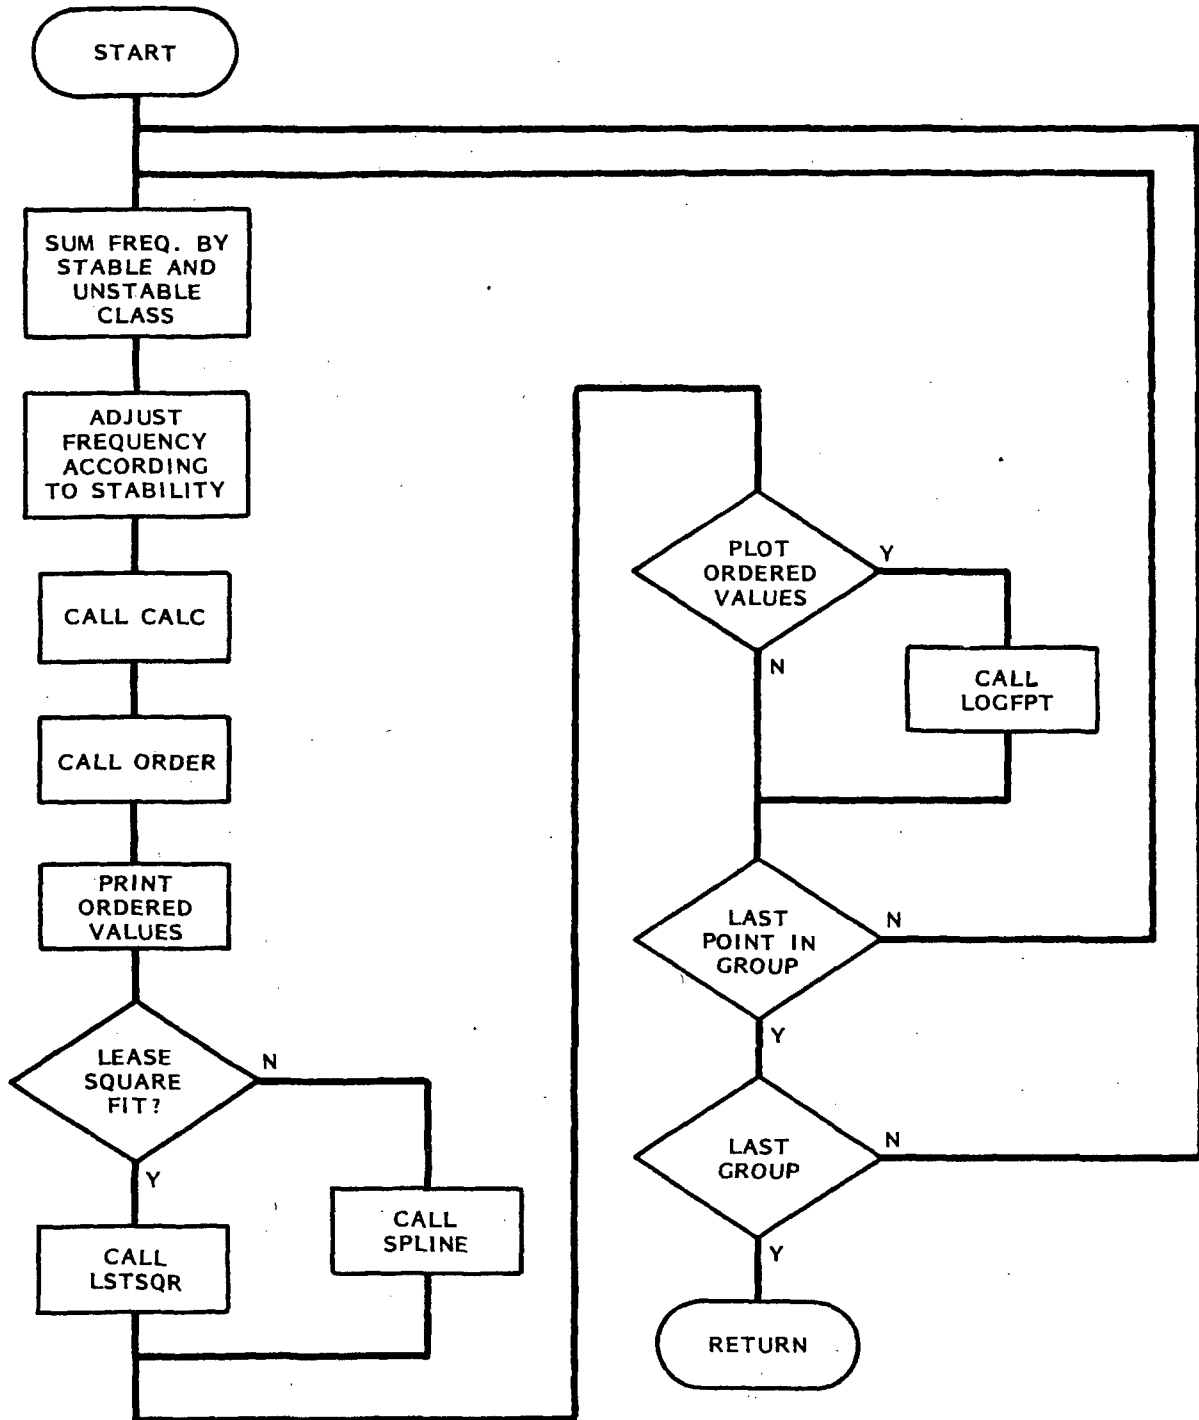 START
SUM FREQ. BY
STABLE AND
UNSTABLE
CLASS
ADJUST
FREQUENCY
ACCORDING
TO STABILITY
CALL CALC
CALL ORDER
PRINT
ORDERED
VALUES
LEASE
SQUARE
FIT?
N
Y
CALL
LSTSQR
CALL
SPLINE
PLOT
ORDERED
VALUES
Y
N
CALL
LOGFPT
LAST
POINT IN
GROUP
N
Y
LAST
GROUP
N
Y
RETURN